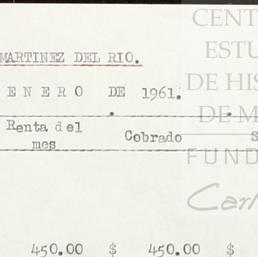 CENT
MARTINEZ DEL RIO.
ESTU
DE HIS
E N E R O   DE 1961.
DE M
Renta del
mes
Cobrado
S
FUND
Carl
450.00 $ 450.00 $